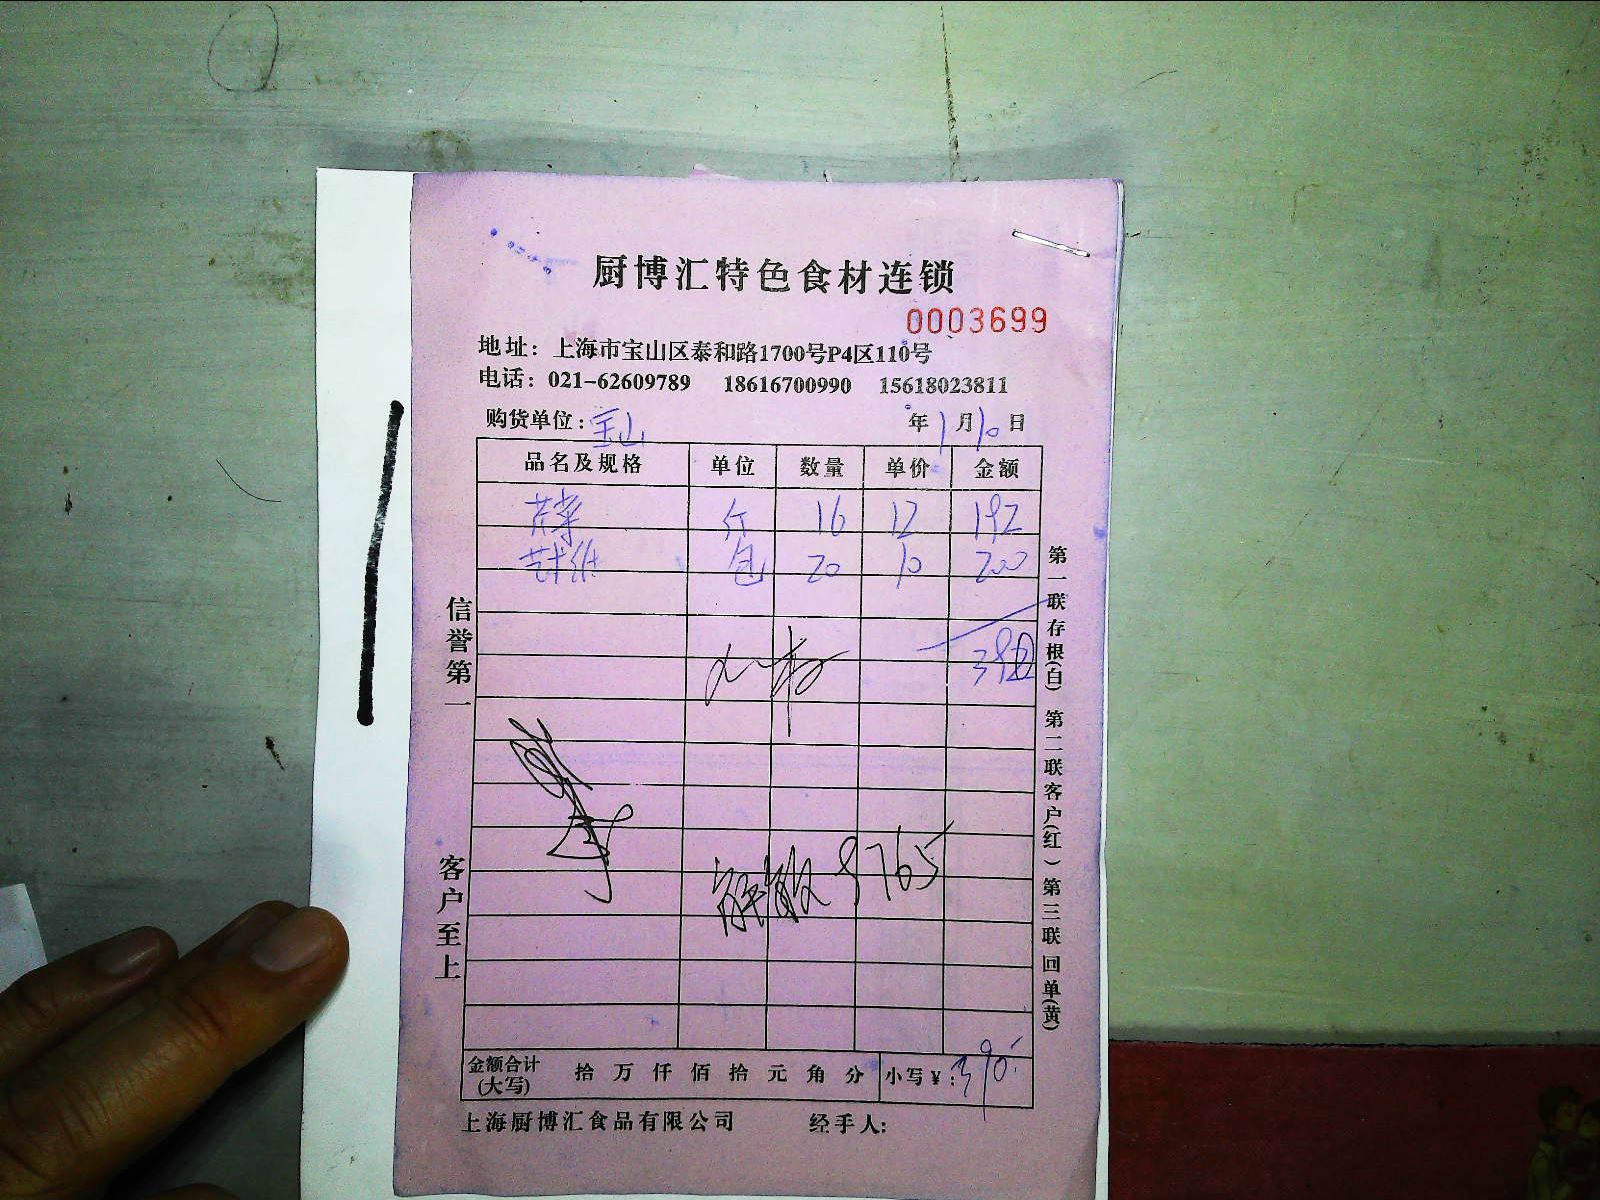 厨博汇特色食材连锁
0003699
地址：上海市宝山区泰和路1700号P4区110号
电话：021-62609789 18616700990 15618023811
购货单位：宝山 年1月10日
品名及规格 单位 数量 单价 金额
斤 16 12 192
包 20 10 200
392
信誉第一
客户至上
9765
第一联存根(白) 第二联客户(红) 第三联回单(黄)
金额合计(大写) 拾 万 仟 佰 拾 元 角 分 小写¥：390
上海厨博汇食品有限公司 经手人: